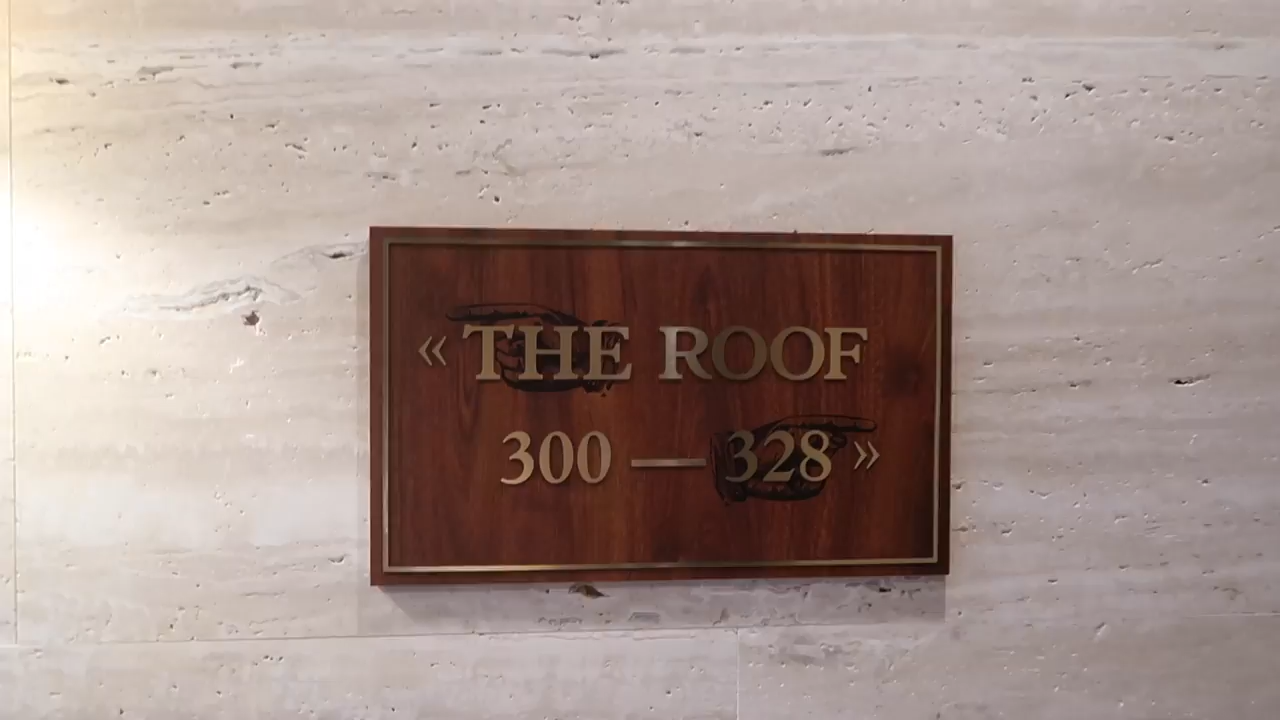 « THE ROOF
300 — 328 »